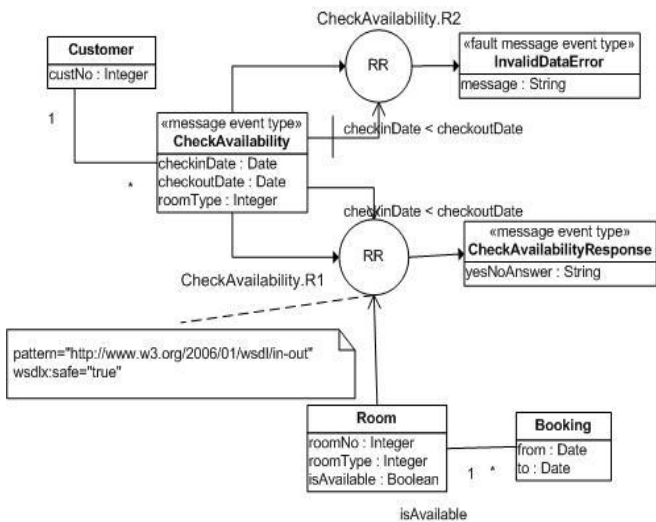 CheckAvailability.R2
Customer
custNo : Integer
RR
«fault message event type»
InvalidDataError
message : String
1
«message event type»
CheckAvailability
checkinDate < checkoutDate
checkinDate : Date
checkoutDate : Date
roomType : Integer
*
checkinDate < checkoutDate
RR
«message event type»
CheckAvailabilityResponse
yesNoAnswer : String
CheckAvailability.R1
pattern="http://www.w3.org/2006/01/wsdl/in-out"
wsdlx:safe="true"
Room
roomNo : Integer
roomType : Integer
isAvailable : Boolean
Booking
from : Date
to : Date
1 *
isAvailable